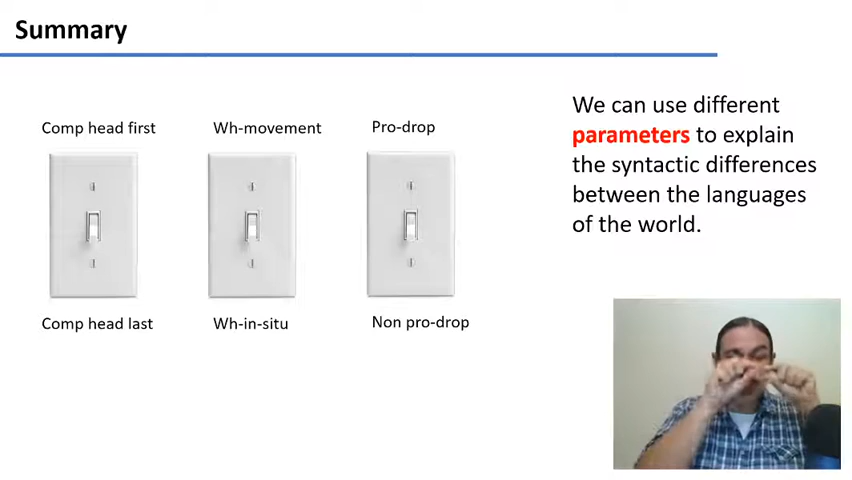 Summary
Comp head first
Wh-movement
Pro-drop
Comp head last
Wh-in-situ
Non pro-drop
We can use different
parameters to explain
the syntactic differences
between the languages
of the world.